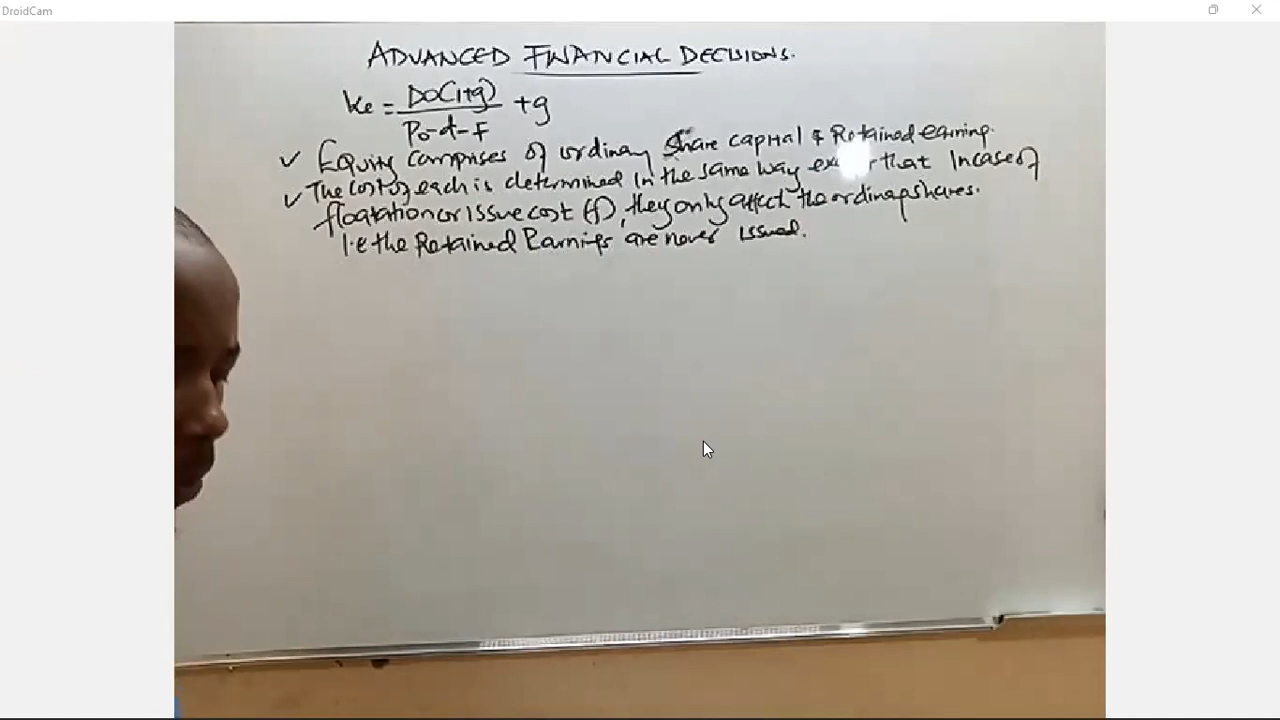 DroidCam
ADVANCED FINANCIAL DECISIONS.
Ke = D0(1+g) / P0-d-F + g
✓ Equity comprises of ordinary share capital & Retained earning.
✓ The cost of each is determined in the same way that Incase of
floatation or issue cost (f), they only affect the ordinary shares.
i.e the Retained Earnings are never issued.